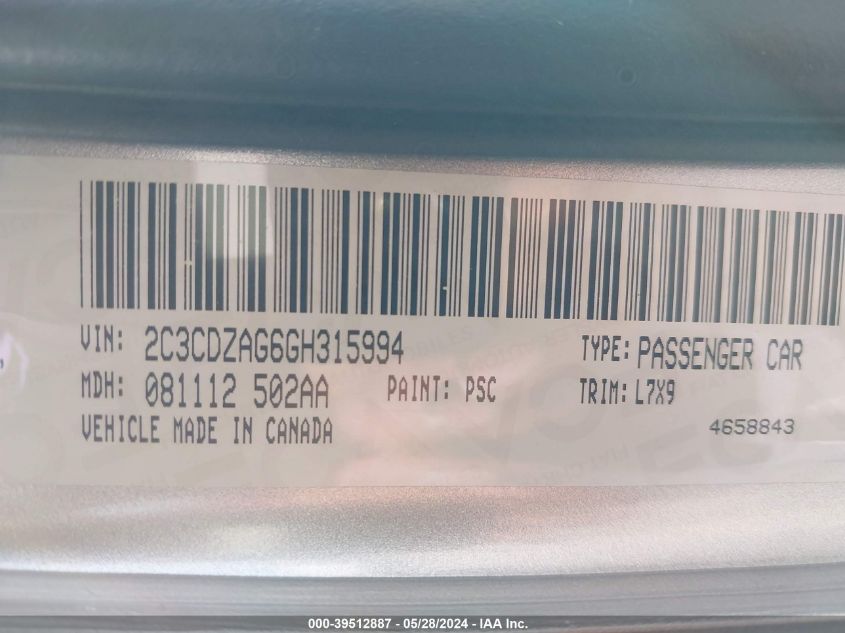 VIN: 2C3CDZAG6GH315994 TYPE: PASSENGER CAR
MDH: 081112 502AA PAINT: PSC TRIM: L7X9
VEHICLE MADE IN CANADA 4658843
000-39512887 - 05/28/2024 - IAA Inc.